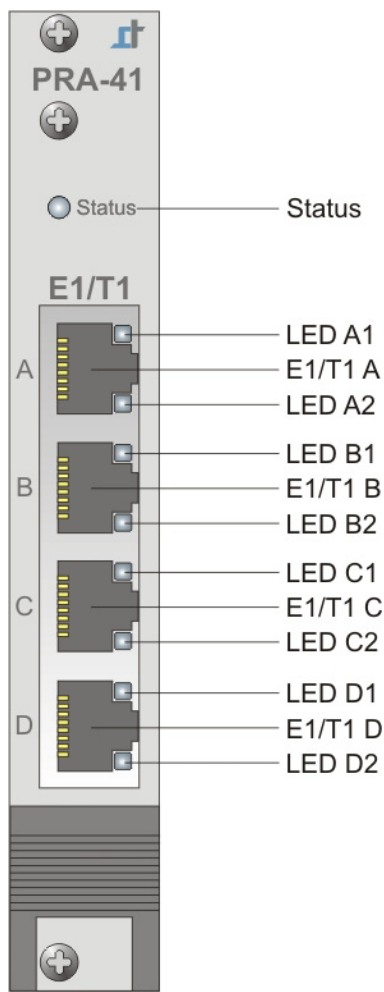 PRA-41
Status Status
E1/T1
LED A1
A E1/T1 A
LED A2
LED B1
B E1/T1 B
LED B2
LED C1
C E1/T1 C
LED C2
LED D1
D E1/T1 D
LED D2